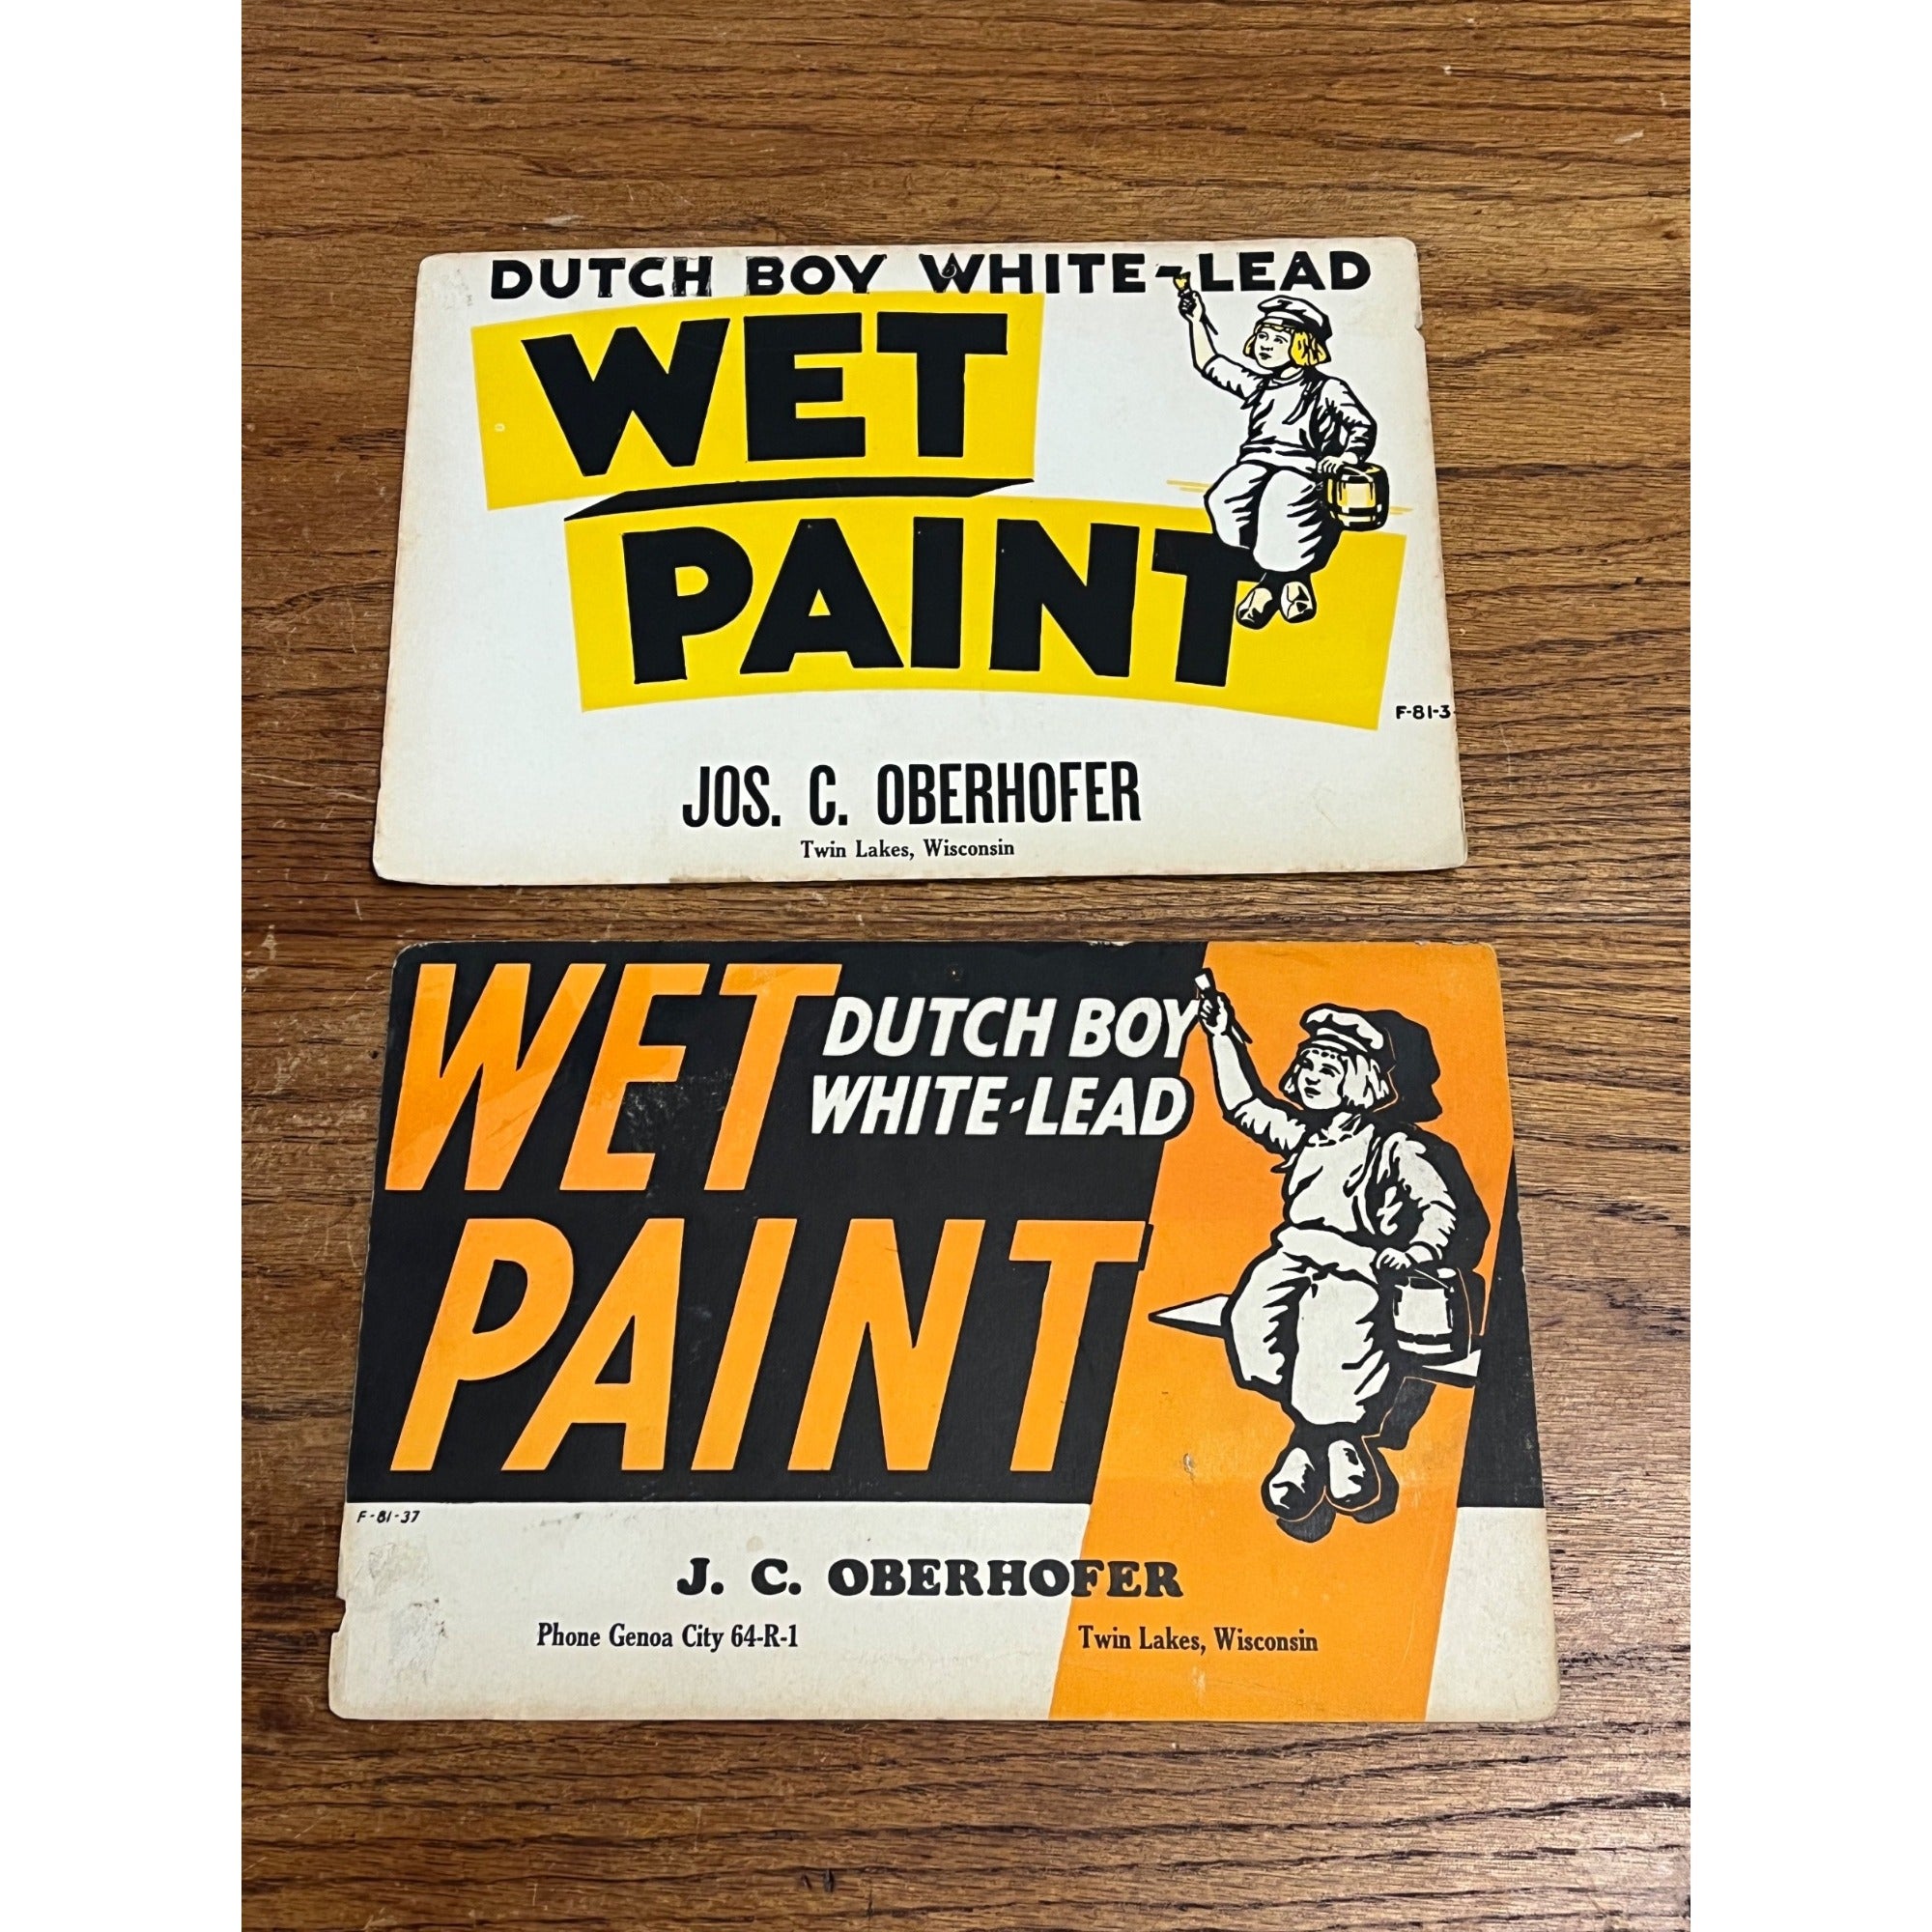 DUTCH BOY WHITE-LEAD
WET
PAINT
F-81-3
JOS. C. OBERHOFER
Twin Lakes, Wisconsin
WET
DUTCH BOY
WHITE-LEAD
PAINT
F-81-37
J. C. OBERHOFER
Phone Genoa City 64-R-1 Twin Lakes, Wisconsin